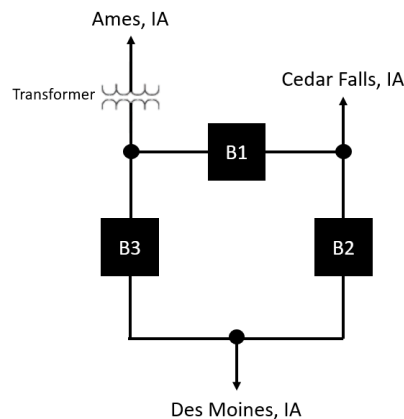 Ames, IA
Transformer
Cedar Falls, IA
B1
B3
B2
Des Moines, IA